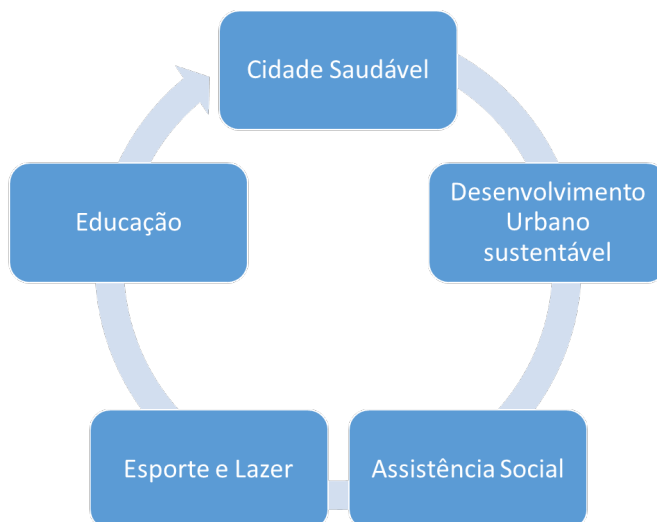 Cidade Saudável
Desenvolvimento
Urbano
sustentável
Assistência Social
Esporte e Lazer
Educação